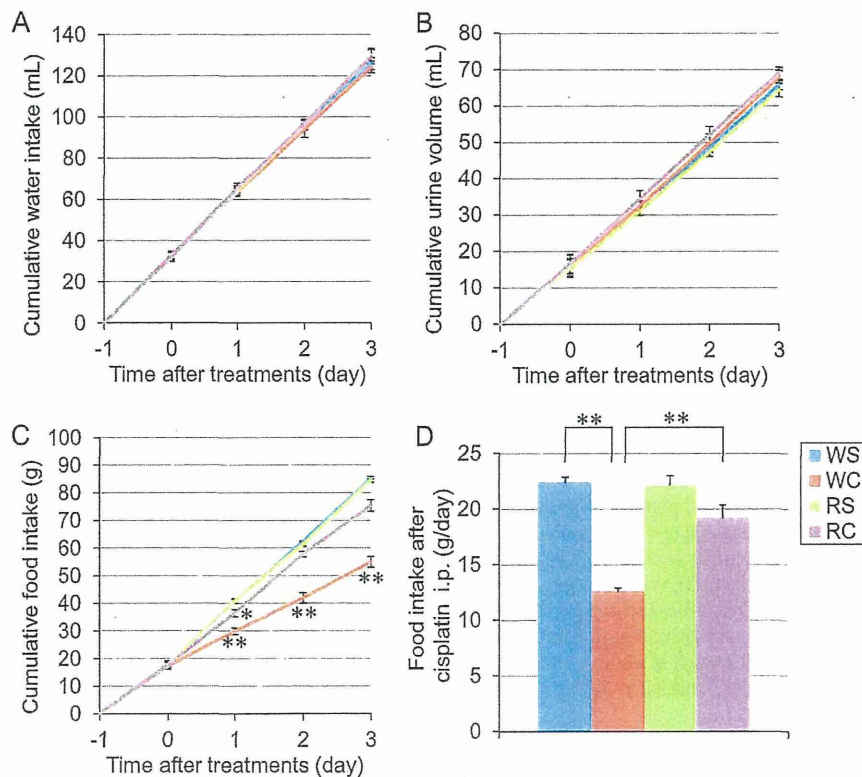 A
Cumulative water intake (mL)
140
120
100
80
60
40
20
0
-1 0 1 2 3
Time after treatments (day)
B
Cumulative urine volume (mL)
80
70
60
50
40
30
20
10
0
-1 0 1 2 3
Time after treatments (day)
C
Cumulative food intake (g)
100
90
80
70
60
50
40
30
20
10
0
*
**
**
**
-1 0 1 2 3
Time after treatments (day)
D
Food intake after
cisplatin i.p. (g/day)
25
22
20
15
10
5
0
** **
WS
WC
RS
RC